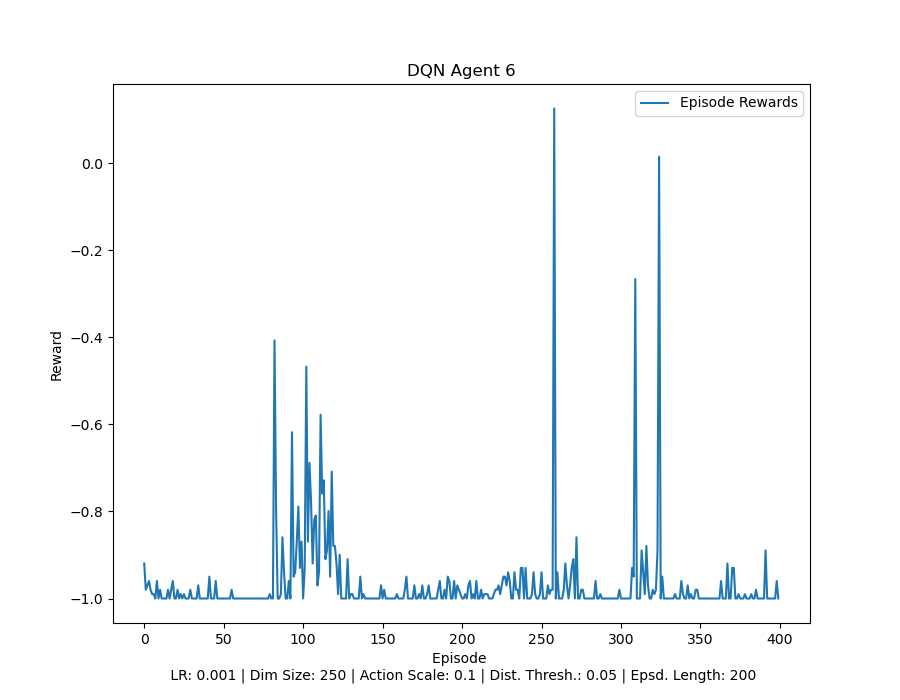 DQN Agent 6
Episode Rewards
0.0
−0.2
−0.4
−0.6
−0.8
−1.0
Reward
0 50 100 150 200 250 300 350 400
Episode
LR: 0.001 | Dim Size: 250 | Action Scale: 0.1 | Dist. Thresh.: 0.05 | Epsd. Length: 200